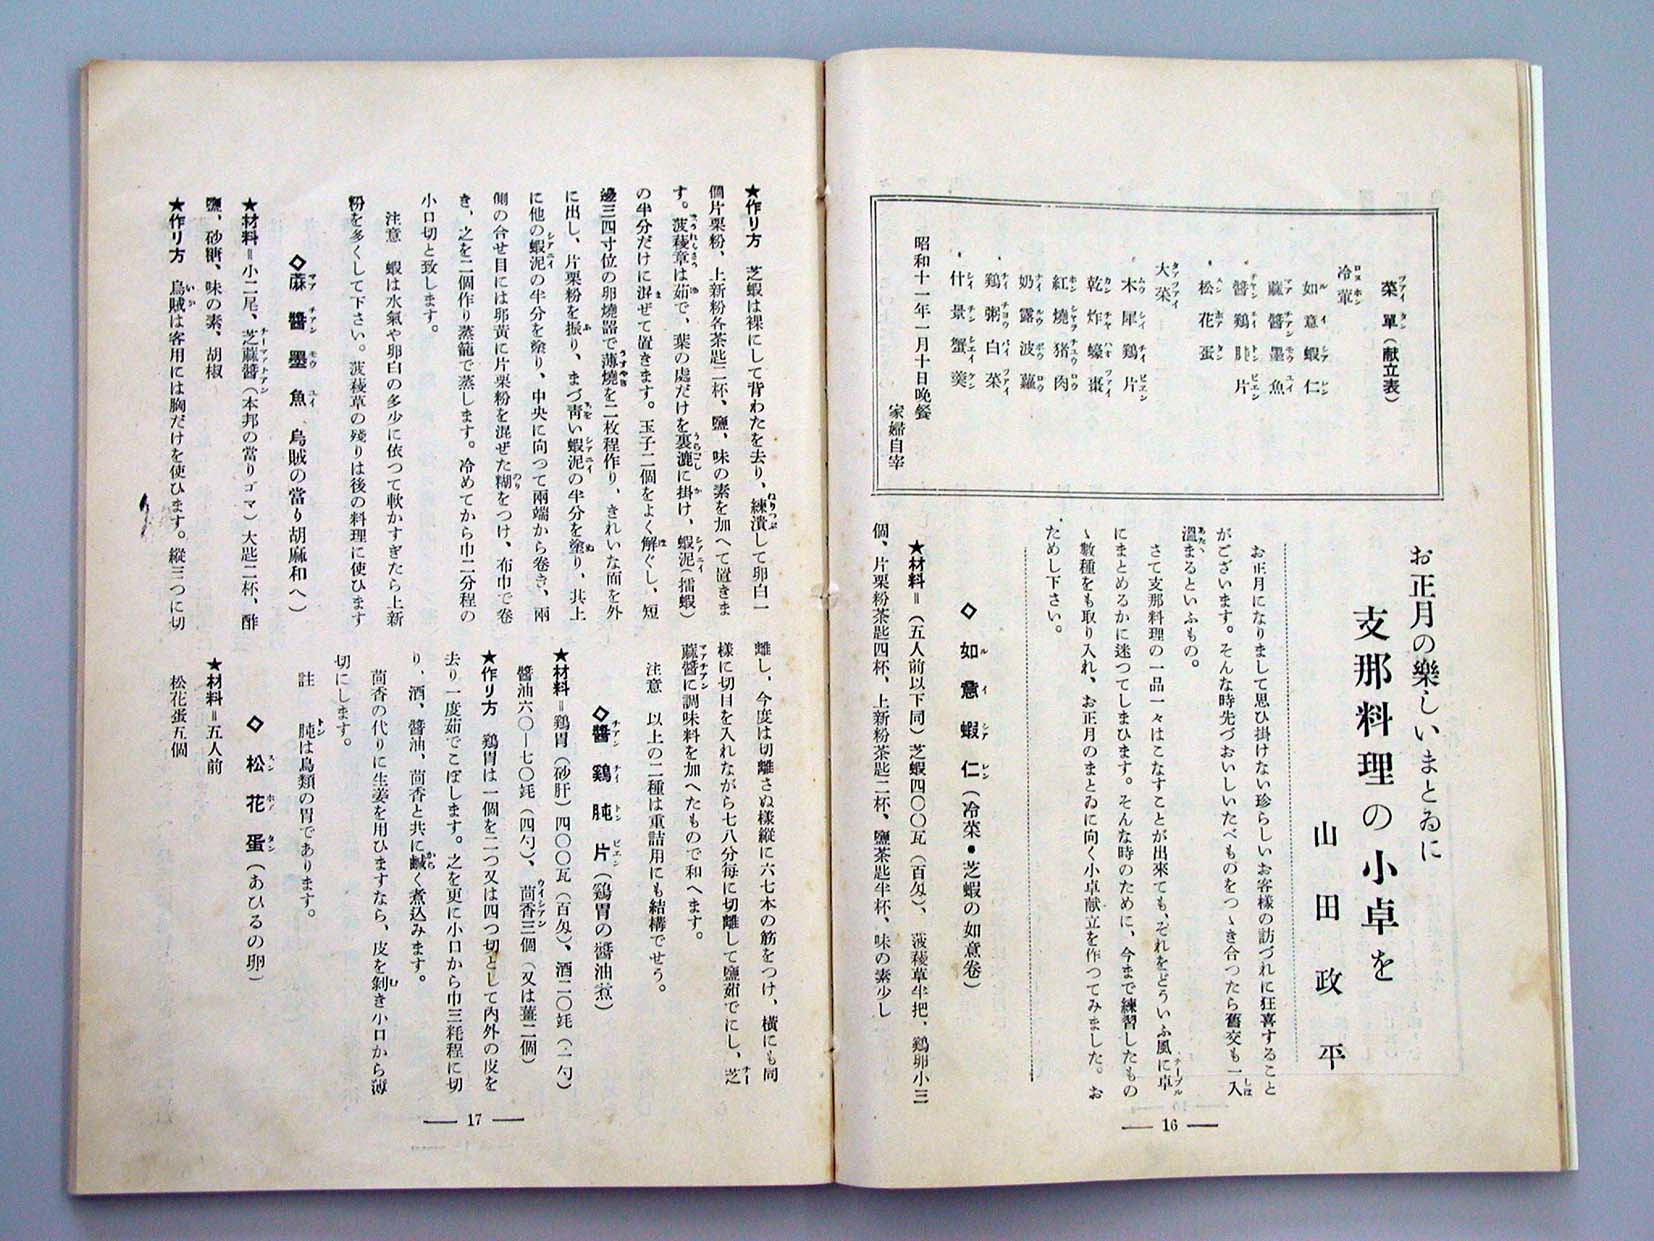 お正月の樂しいまとゐに
支那料理の小卓を
山田政平
お正月になりまして思ひ掛けない珍らしいお客樣の訪づれに狂喜すること
がございます。そんな時先づおいしいたべものをつゝき合つたら舊交も一入
溫まるといふもの。
さて支那料理の一品一々はこなすことが出來ても、それをどういふ風に卓
にまとめるかに迷つてしまひます。そんな時のために、今まで練習したもの
ゝ數種をも取り入れ、お正月のまとゐに向く小卓献立を作つてみました。お
ためし下さい。
菜單(献立表)
冷葷
如意蝦仁
蔴醬墨魚
醬鷄肫片
松花蛋
大菜
木犀鷄片
乾炸蠔棗
紅燒猪肉
奶露波蘿
鷄粥白菜
什景蟹羹
昭和十一年一月十日晩餐
家婦自宰
◇如意蝦仁(冷菜・芝蝦の如意卷)
★材料＝(五人前以下同)芝蝦四〇〇瓦(百匁)、菠薐草半把、鷄卵小三
個、片栗粉茶匙四杯、上新粉茶匙二杯、鹽茶匙半杯、味の素少し
— 16 —
★作り方 芝蝦は裸にして背わたを去り、練潰して卵白一
個片栗粉、上新粉各茶匙二杯、鹽、味の素を加へて置きま
す。菠薐草は茹で、葉の處だけを裏漉に掛け、蝦泥(擂蝦)
の半分だけに混ぜて置きます。玉子二個をよく解ぐし、短
邊三四寸位の卵燒器で薄燒を二枚程作り、きれいな面を外
に出し、片栗粉を振り、まづ靑い蝦泥の半分を塗り、其上
に他の蝦泥の半分を塗り、中央に向つて兩端から卷き、兩
側の合せ目には卵黃に片栗粉を混ぜた糊をつけ、布巾で卷
き、之を二個作り蒸籠で蒸します。冷めてから巾二分程の
小口切と致します。
注意 蝦は水氣や卵白の多少に依つて軟かすぎたら上新
粉を多くして下さい。菠薐草の殘りは後の料理に使ひます
◇蔴醬墨魚 烏賊の當り胡麻和へ)
★材料＝小二尾、芝蔴醬(本邦の當りゴマ)大匙二杯、酢
鹽、砂糖、味の素、胡椒
★作り方 烏賊は客用には胸だけを使ひます。縱三つに切
離し、今度は切離さぬ樣縱に六七本の筋をつけ、橫にも同
樣に切目を入れながら七八分每に切離して鹽茹でにし、芝
蔴醬に調味料を加へたもので和へます。
注意 以上の二種は重詰用にも結構でせう。
◇醬鷄肫片(鷄胃の醬油煮)
★材料＝鷄胃(砂肝)四〇〇瓦(百匁)、酒二〇竓(一勺)
醬油六〇—七〇竓(四勺)、茴香三個(又は薑二個)
★作り方 鷄胃は一個を二つ又は四つ切として內外の皮を
去り一度茹でこぼします。之を更に小口から巾三粍程に切
り、酒、醬油、茴香と共に鹹く煮込みます。
茴香の代りに生姜を用ひますなら、皮を剝き小口から薄
切にします。
註 肫は鳥類の胃であります。
◇松花蛋(あひるの卵)
★材料＝五人前
松花蛋五個
— 17 —